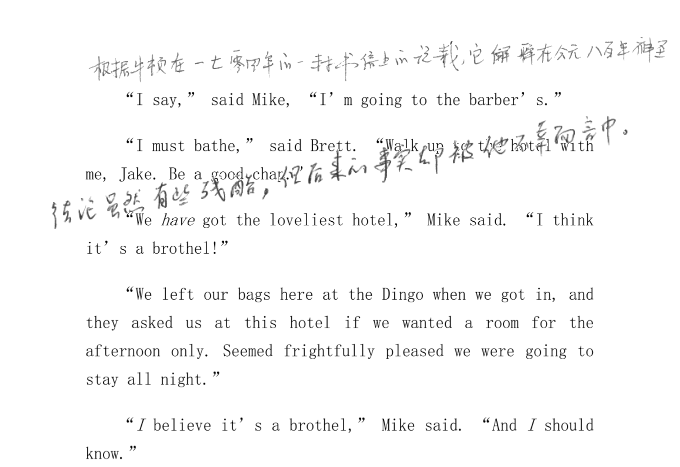 根据牛顿在一七零四年的一封书信上的记载,它解释在公元八百年神圣
“I say,” said Mike, “I’m going to the barber’s.”
“I must bathe,” said Brett. “Walk up to the hotel with
me, Jake. Be a good chap.”
结论虽然有些残酷,但后来的事实却被他不幸而言中。
“We have got the loveliest hotel,” Mike said. “I think
it’s a brothel!”
“We left our bags here at the Dingo when we got in, and
they asked us at this hotel if we wanted a room for the
afternoon only. Seemed frightfully pleased we were going to
stay all night.”
“I believe it’s a brothel,” Mike said. “And I should
know.”